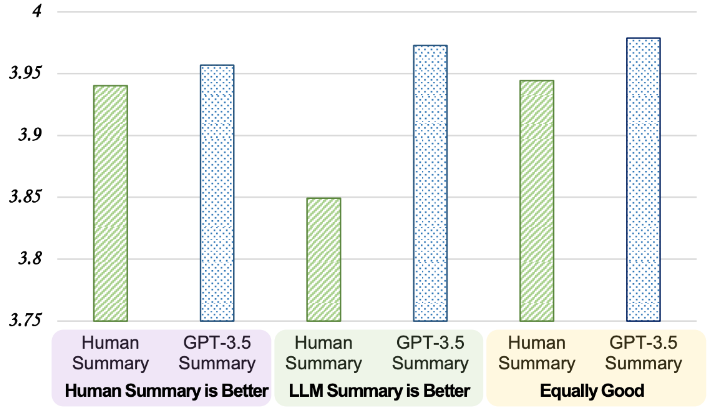 4
3.95
3.9
3.85
3.8
3.75
Human Summary
GPT-3.5 Summary
Human Summary
GPT-3.5 Summary
Human Summary
GPT-3.5 Summary
Human Summary is Better
LLM Summary is Better
Equally Good